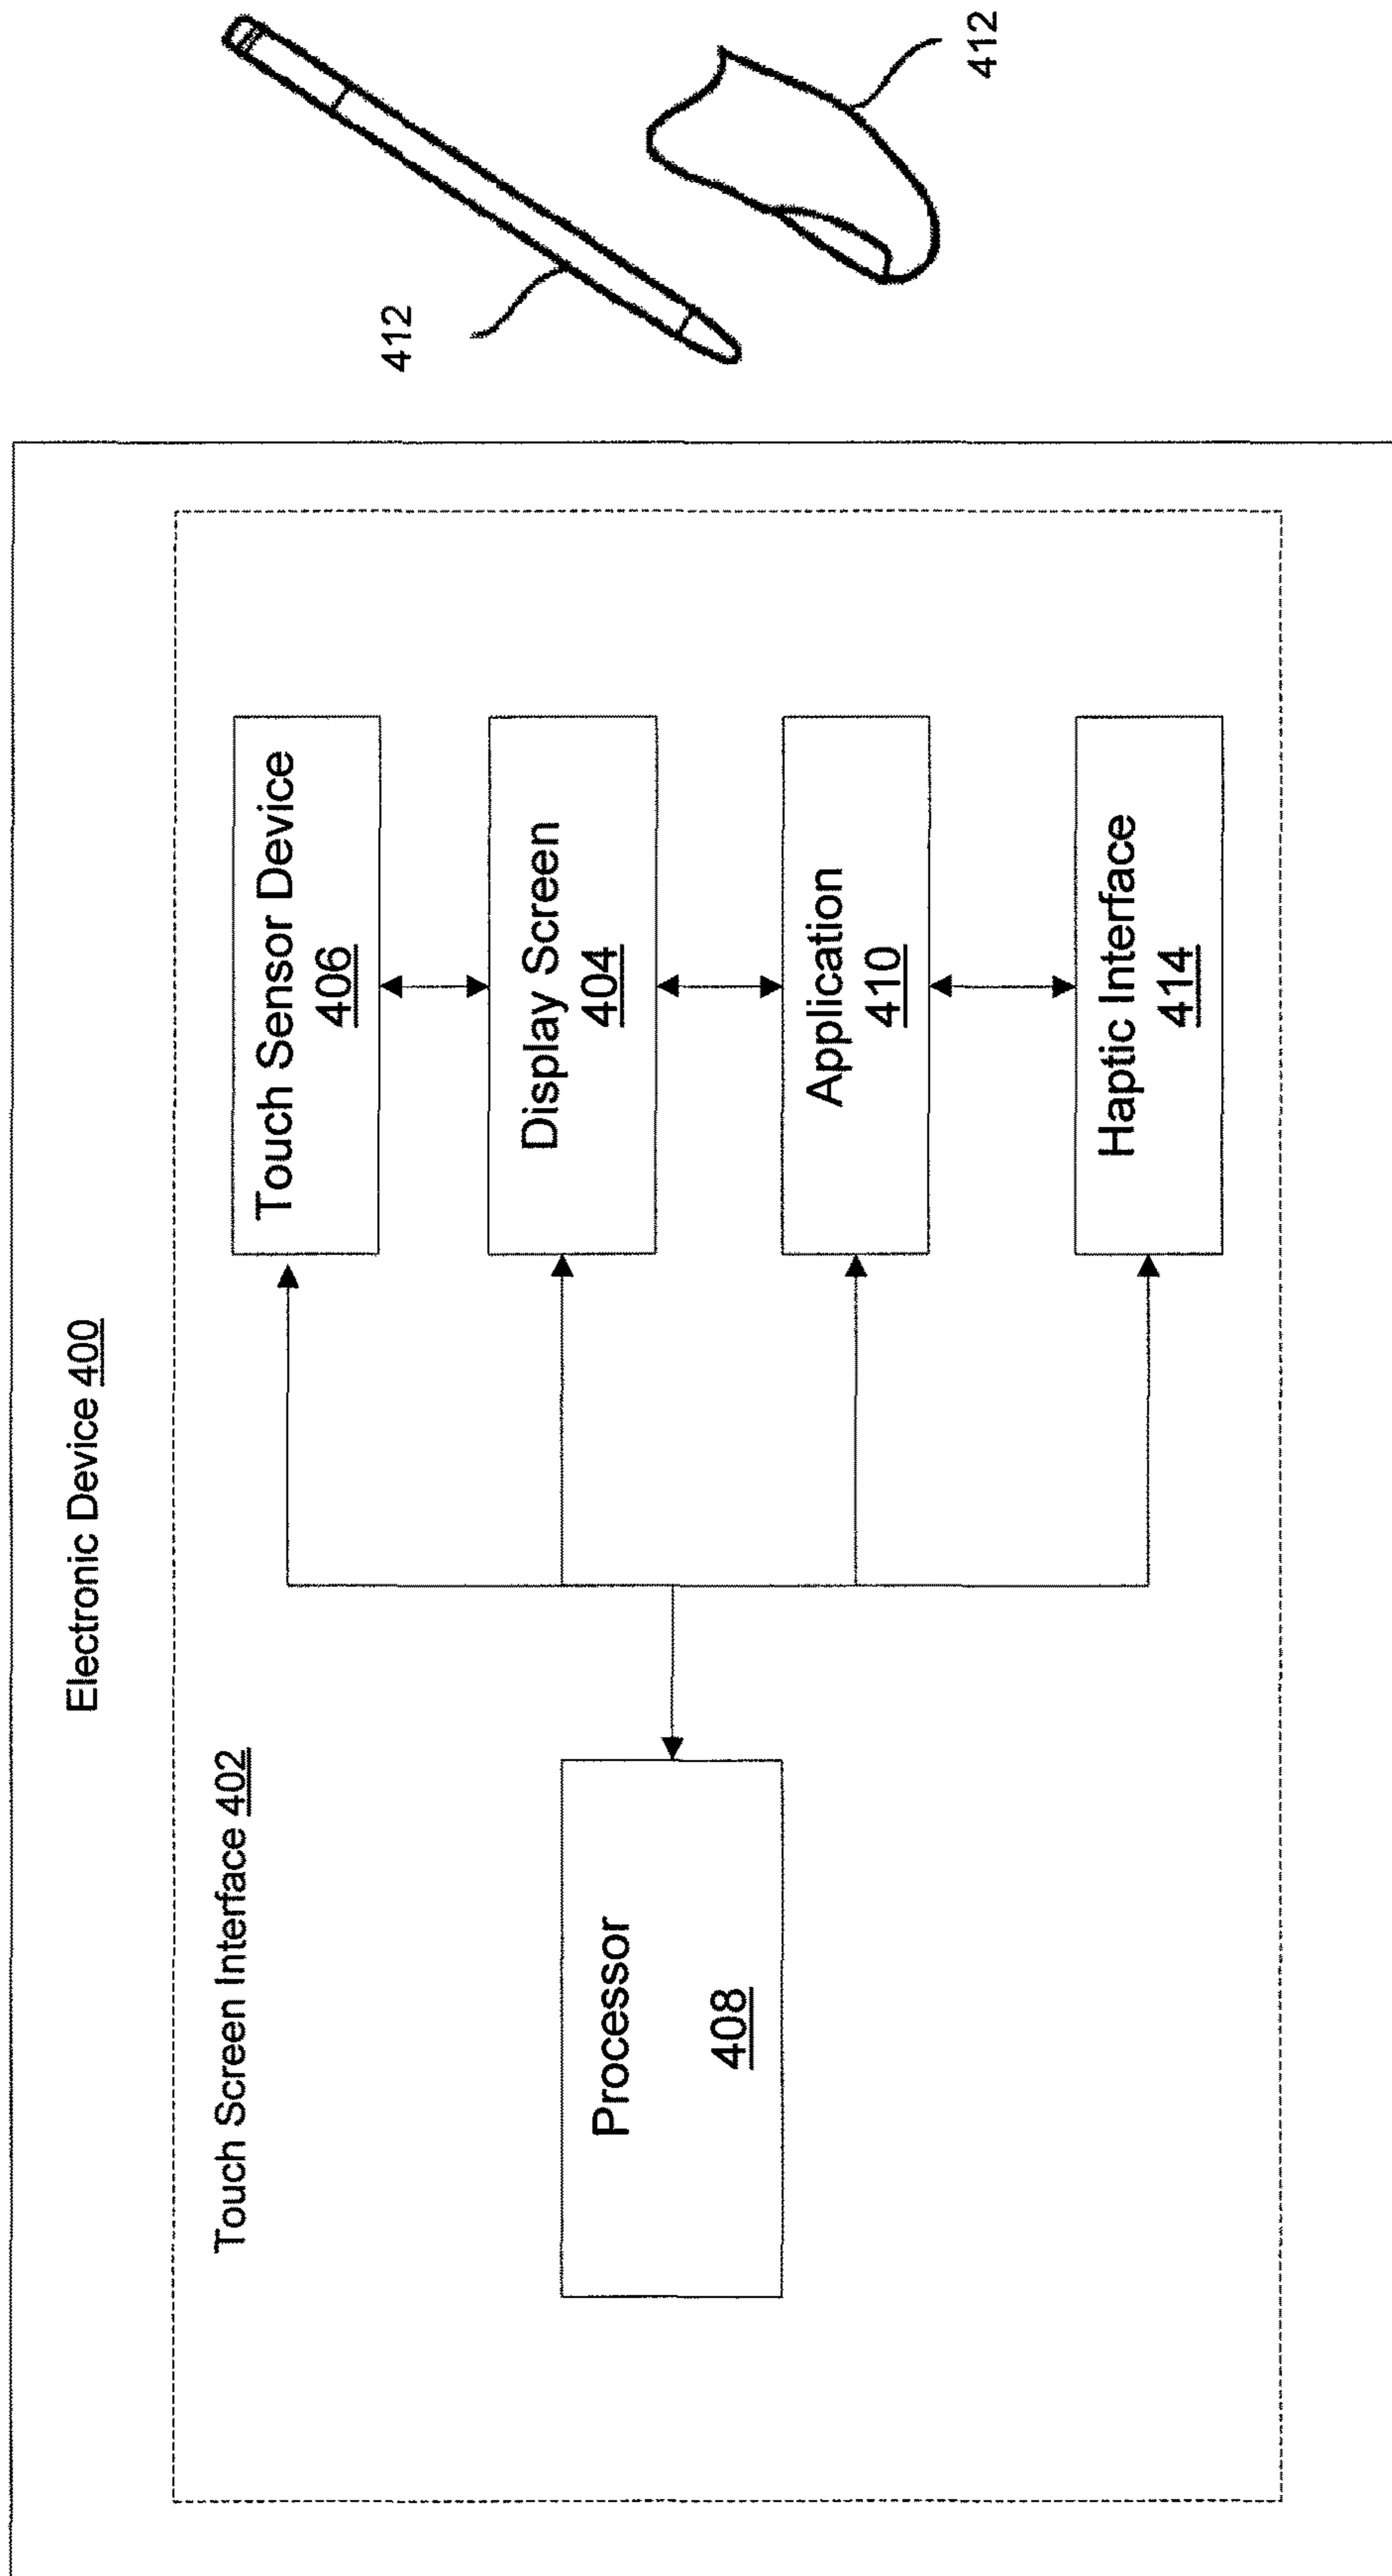 Electronic Device 400
Touch Screen Interface 402
Processor
408
Touch Sensor Device
406
Display Screen
404
Application
410
Haptic Interface
414
412
412